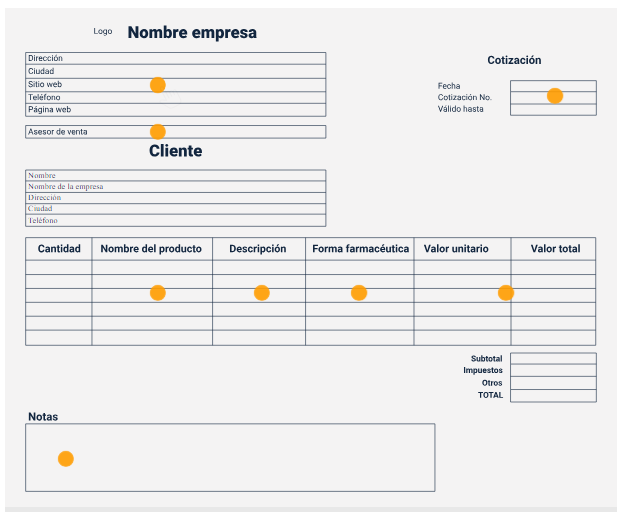 Logo Nombre empresa
Dirección
Ciudad
Sitio web
Teléfono
Página web
Asesor de venta
Cotización
Fecha
Cotización No.
Válido hasta
Cliente
Nombre
Nombre de la empresa
Dirección
Ciudad
Teléfono
Cantidad Nombre del producto Descripción Forma farmacéutica Valor unitario Valor total
Subtotal
Impuestos
Otros
TOTAL
Notas